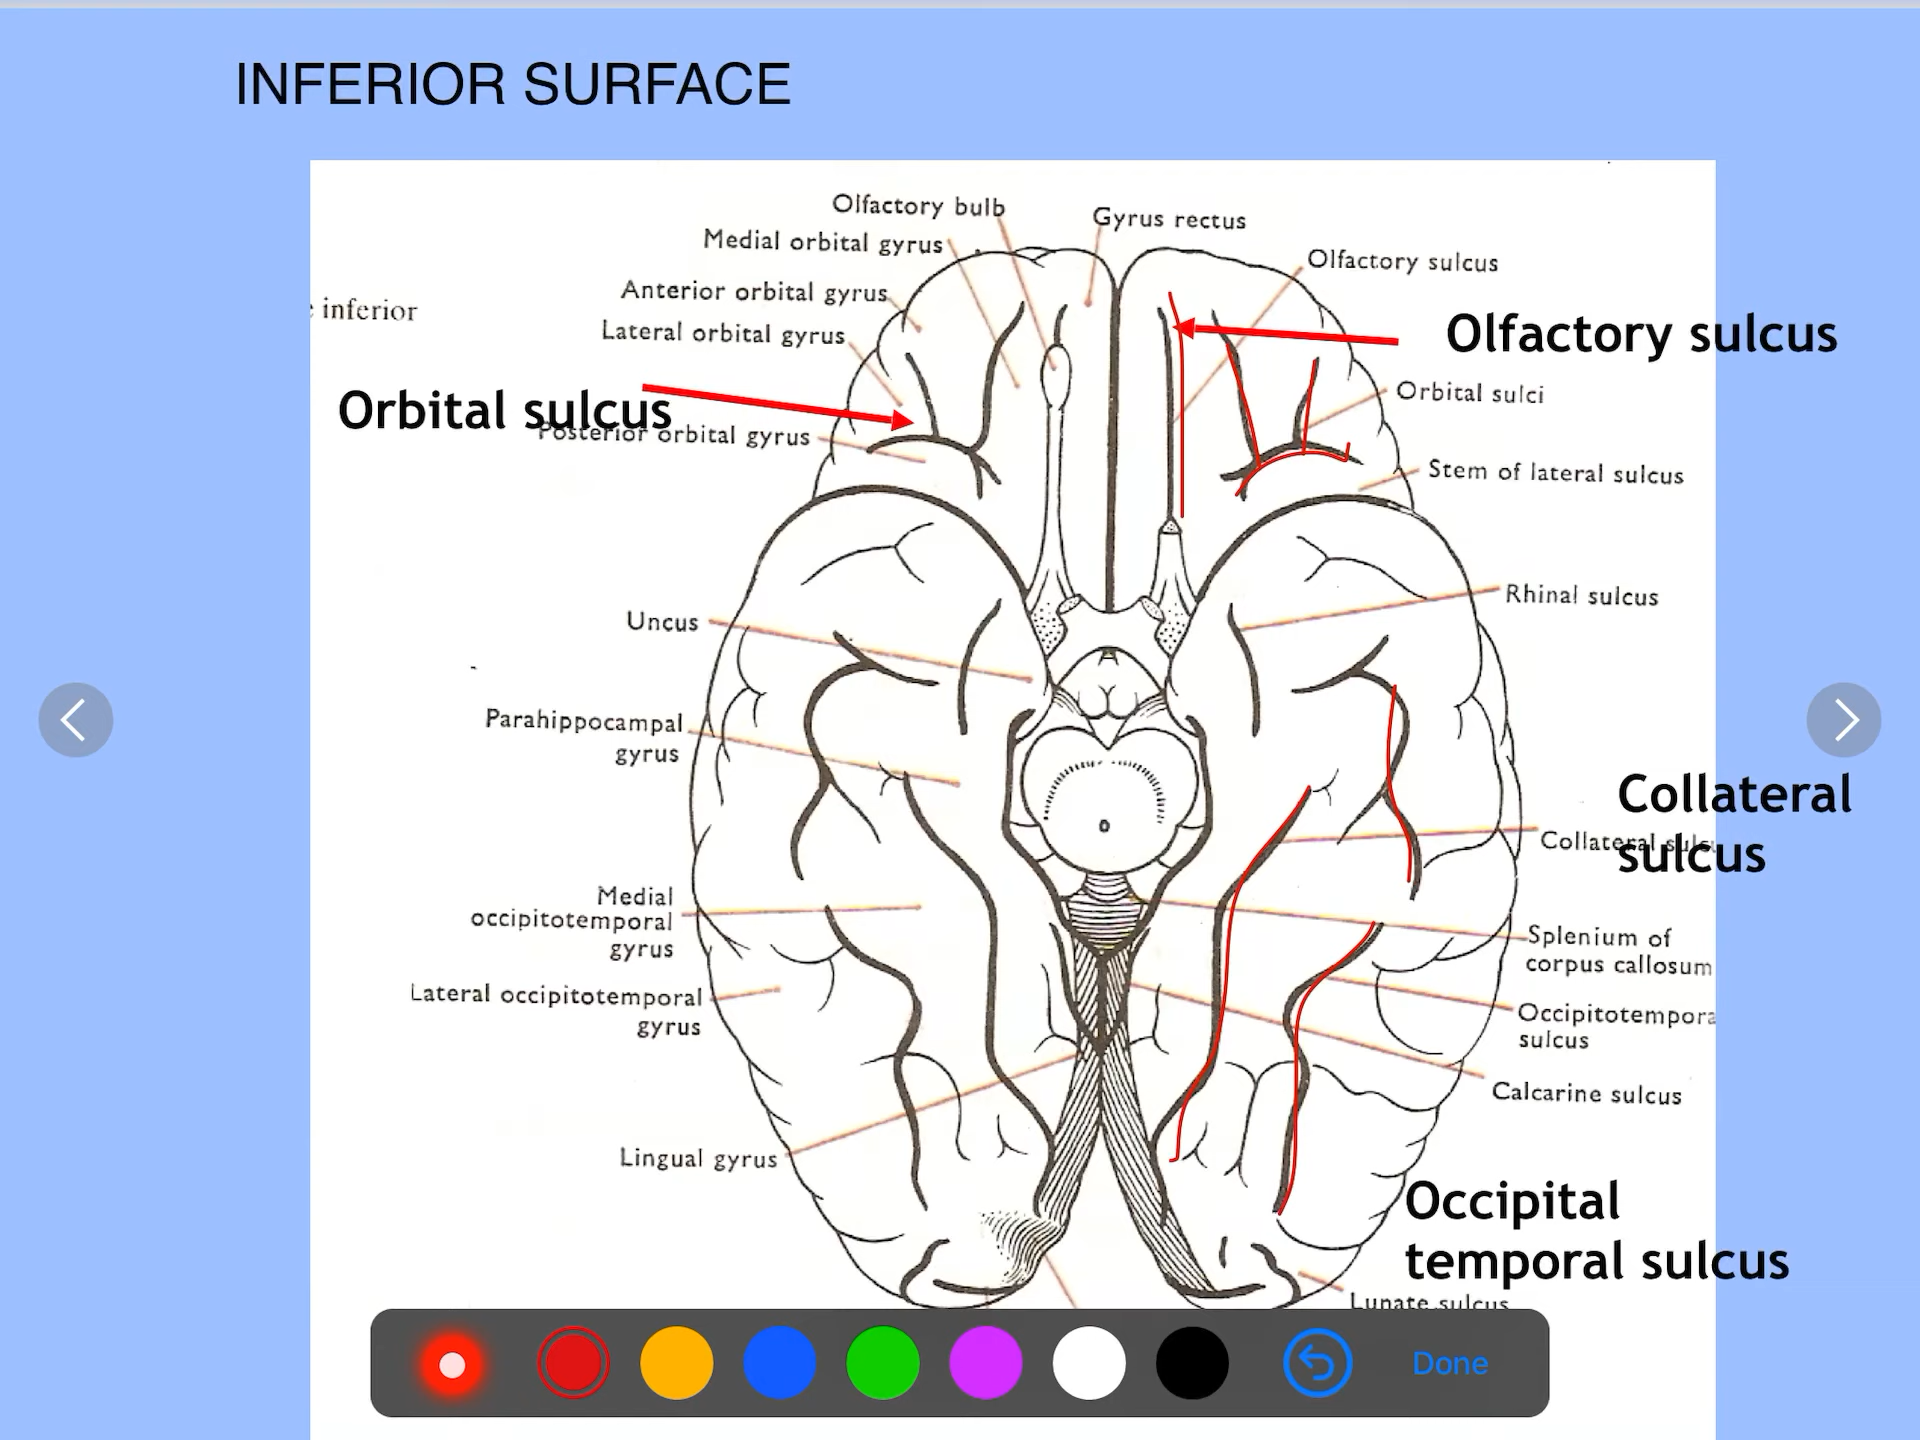 INFERIOR SURFACE
Olfactory bulb
Gyrus rectus
Medial orbital gyrus
Olfactory sulcus
Anterior orbital gyrus
inferior
Lateral orbital gyrus
Olfactory sulcus
Orbital sulcus
Orbital sulci
Posterior orbital gyrus
Stem of lateral sulcus
Rhinal sulcus
Uncus
Parahippocampal
gyrus
Collateral
sulcus
Collateral
Medial
occipitotemporal
gyrus
Splenium of
corpus callosum
Lateral occipitotemporal
gyrus
Occipitotempora
sulcus
Calcarine sulcus
Lingual gyrus
Occipital
temporal sulcus
Lunate sulcus
Done